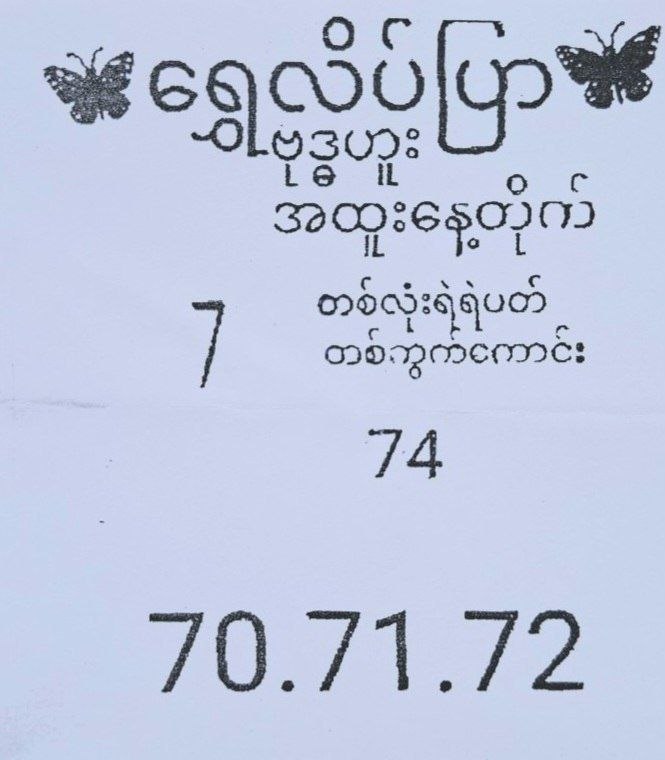 ရွှေလိပ်ပြာ
ဗုဒ္ဓဟူး
အထူးနေ့တိုက်
7
တစ်လုံးရဲရဲပတ်
တစ်ကွက်ကောင်း
74
70.71.72